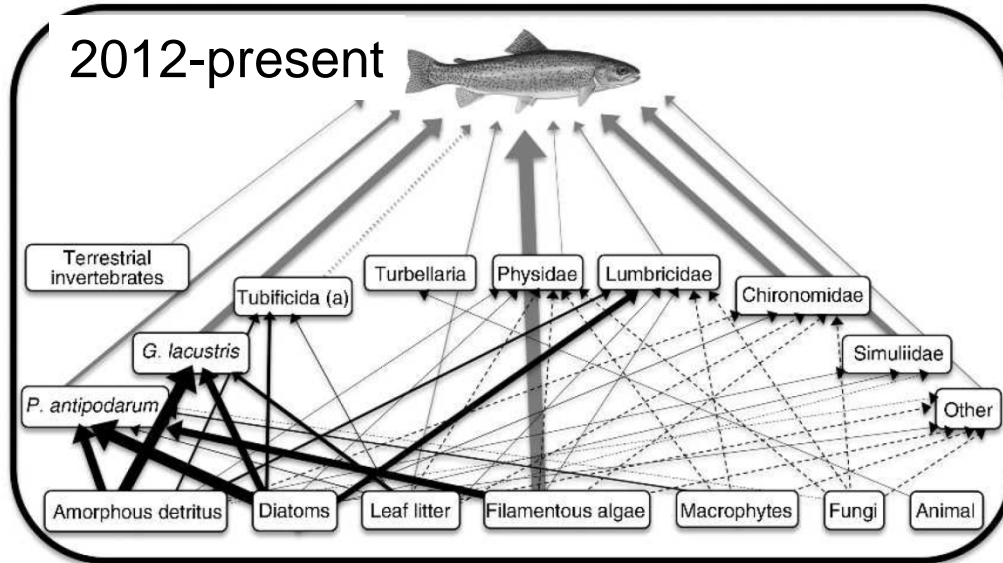 2012-present
Terrestrial
invertebrates
Tubificida (a)
Turbellaria
Physidae
Lumbricidae
Chironomidae
G. lacustris
Simuliidae
P. antipodarum
Other
Amorphous detritus
Diatoms
Leaf litter
Filamentous algae
Macrophytes
Fungi
Animal